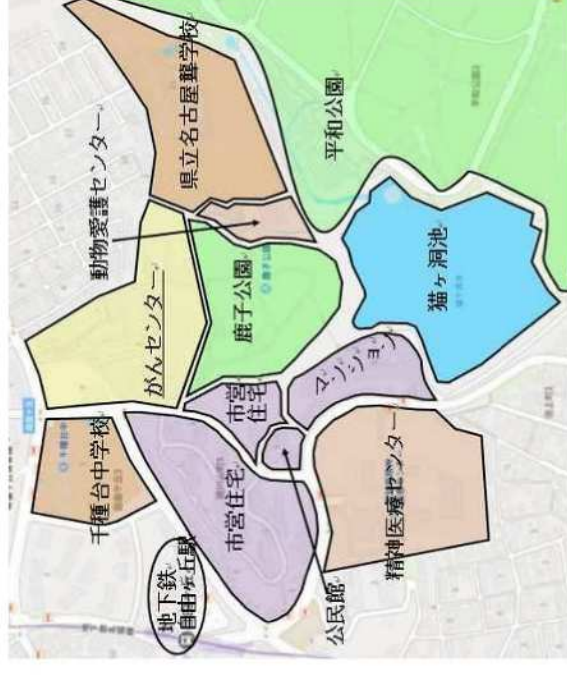 県立名古屋聾学校
動物愛護センター
平和公園
がんセンター
鹿子公園
猫ヶ洞池
千種台中学校
市営
住宅
マンション
市営住宅
精神医療センター
地下鉄
自由ヶ丘駅
公民館